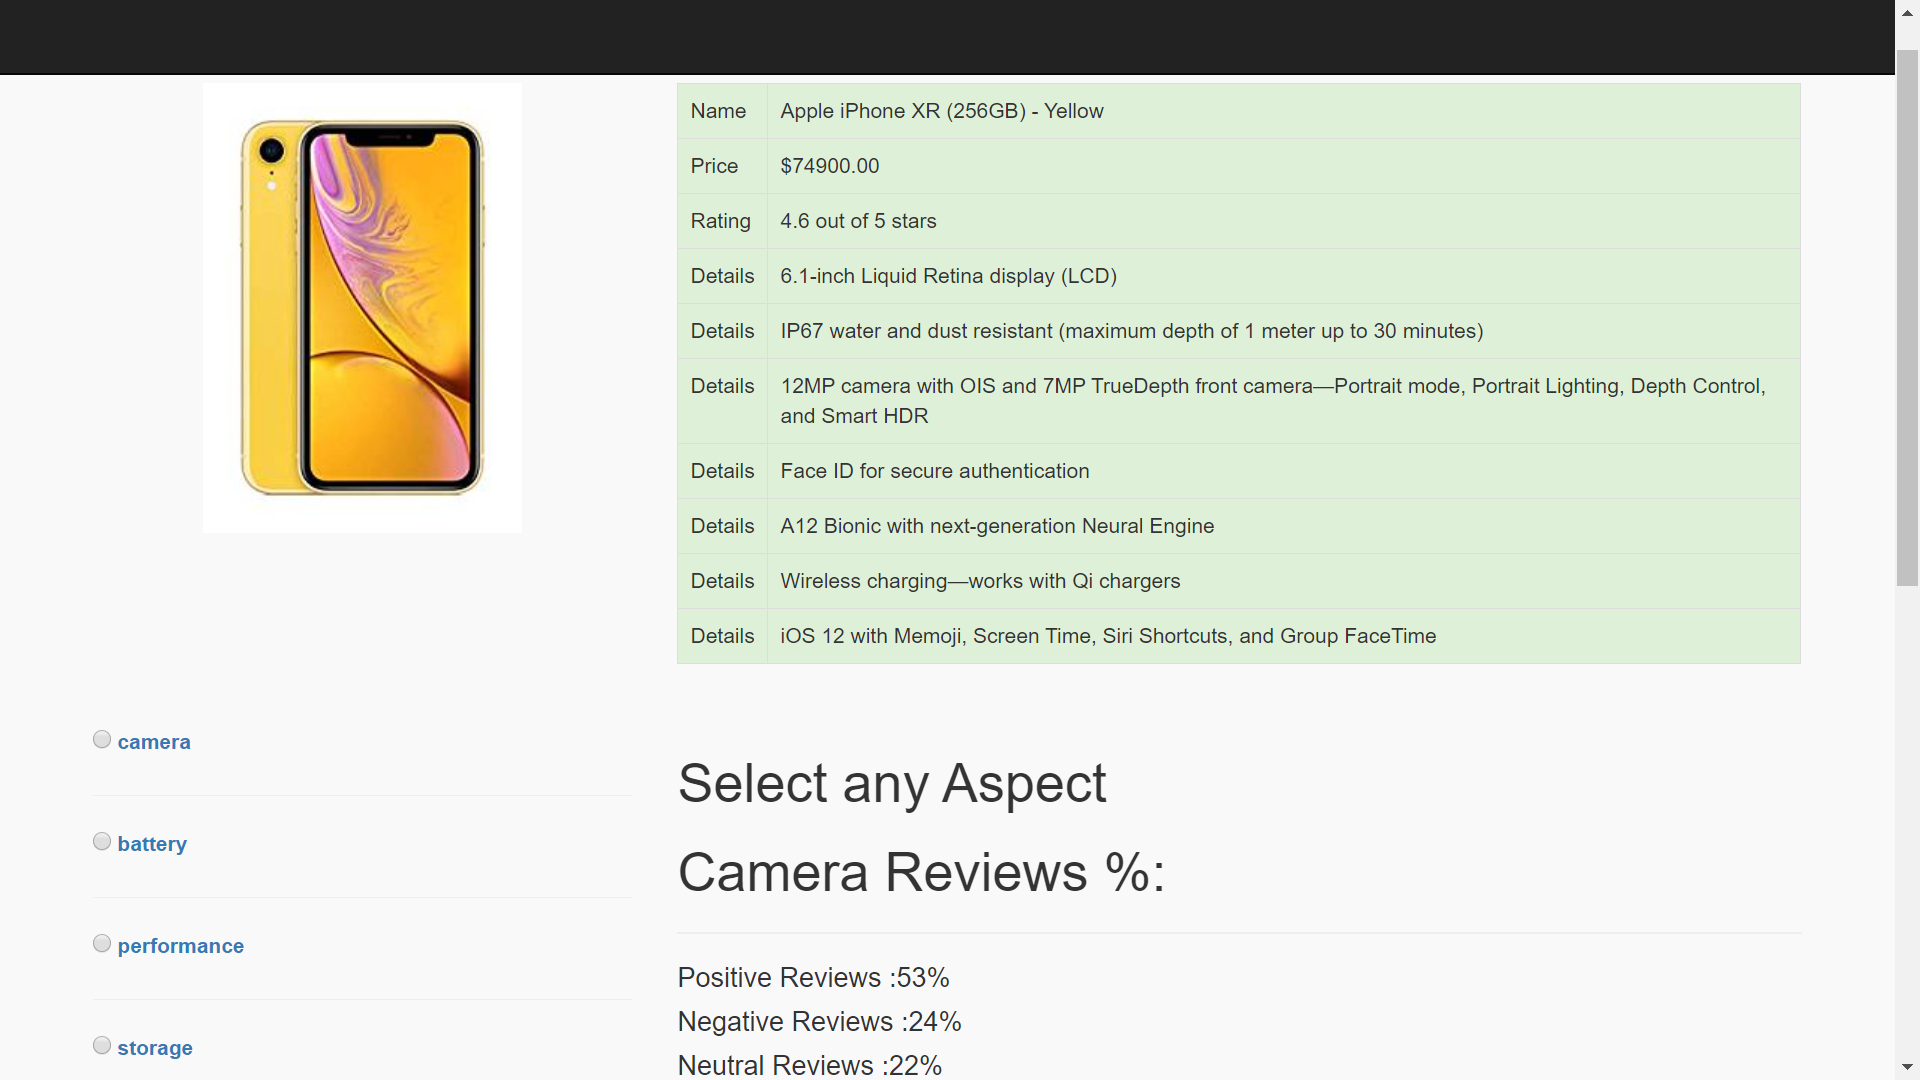 Name Apple iPhone XR (256GB) - Yellow
Price $74900.00
Rating 4.6 out of 5 stars
Details 6.1-inch Liquid Retina display (LCD)
Details IP67 water and dust resistant (maximum depth of 1 meter up to 30 minutes)
Details 12MP camera with OIS and 7MP TrueDepth front camera—Portrait mode, Portrait Lighting, Depth Control,
and Smart HDR
Details Face ID for secure authentication
Details A12 Bionic with next-generation Neural Engine
Details Wireless charging—works with Qi chargers
Details iOS 12 with Memoji, Screen Time, Siri Shortcuts, and Group FaceTime
camera
battery
performance
storage
Select any Aspect
Camera Reviews %:
Positive Reviews :53%
Negative Reviews :24%
Neutral Reviews :22%